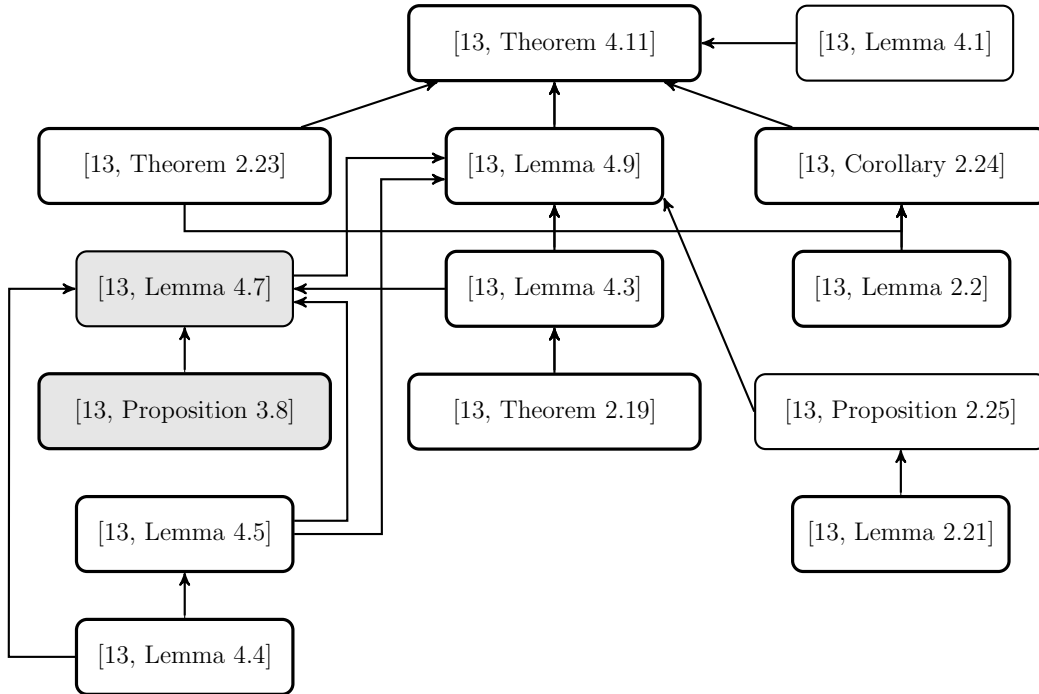 [13, Theorem 4.11]
[13, Lemma 4.1]
[13, Theorem 2.23]
[13, Lemma 4.9]
[13, Corollary 2.24]
[13, Lemma 4.7]
[13, Lemma 4.3]
[13, Lemma 2.2]
[13, Proposition 3.8]
[13, Theorem 2.19]
[13, Proposition 2.25]
[13, Lemma 4.5]
[13, Lemma 2.21]
[13, Lemma 4.4]